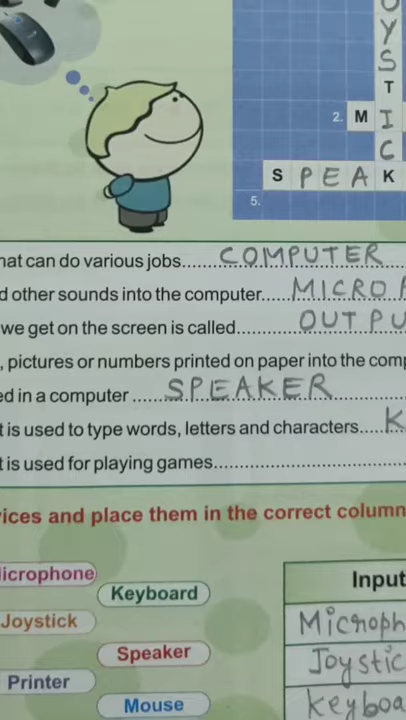 O
Y
S
T
2. M I
C
S P E A K
5.
hat can do various jobs......COMPUTER
d other sounds into the computer.....MICRO
we get on the screen is called..........OUTPU
, pictures or numbers printed on paper into the comp
ed in a computer ......SPEAKER
t is used to type words, letters and characters....K
t is used for playing games..........
ices and place them in the correct column
icrophone
Keyboard
Input
Joystick
Microph
Speaker
Joystic
Printer
Mouse
Keyboa